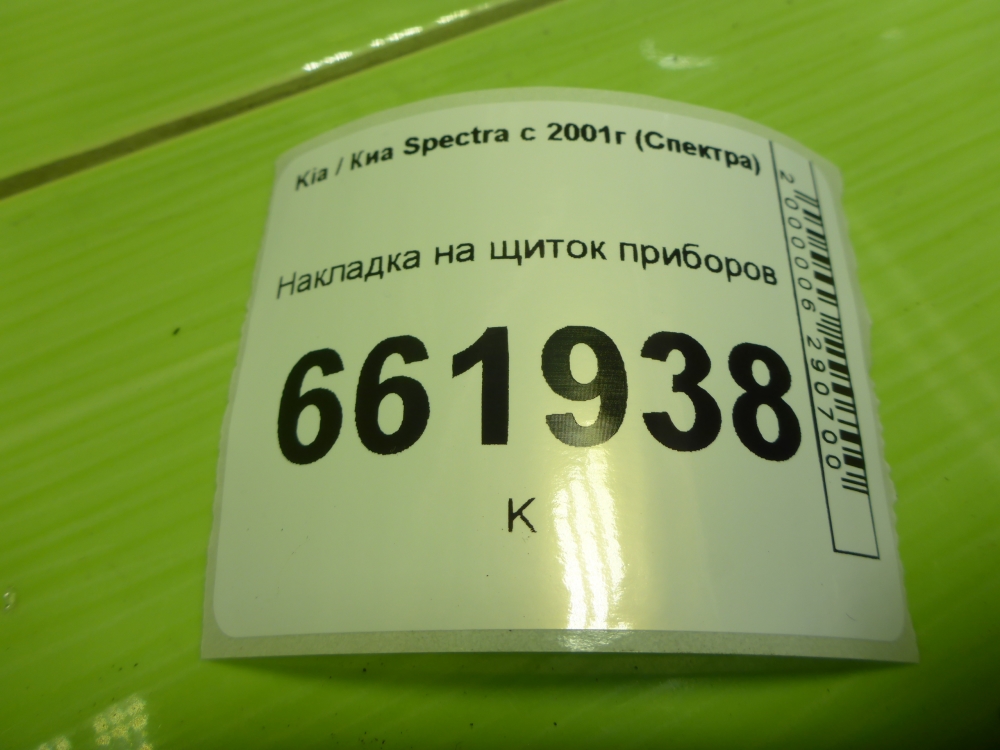 Kia / Киа Spectra с 2001г (Спектра)
Накладка на щиток приборов
661938
К
2000006290700